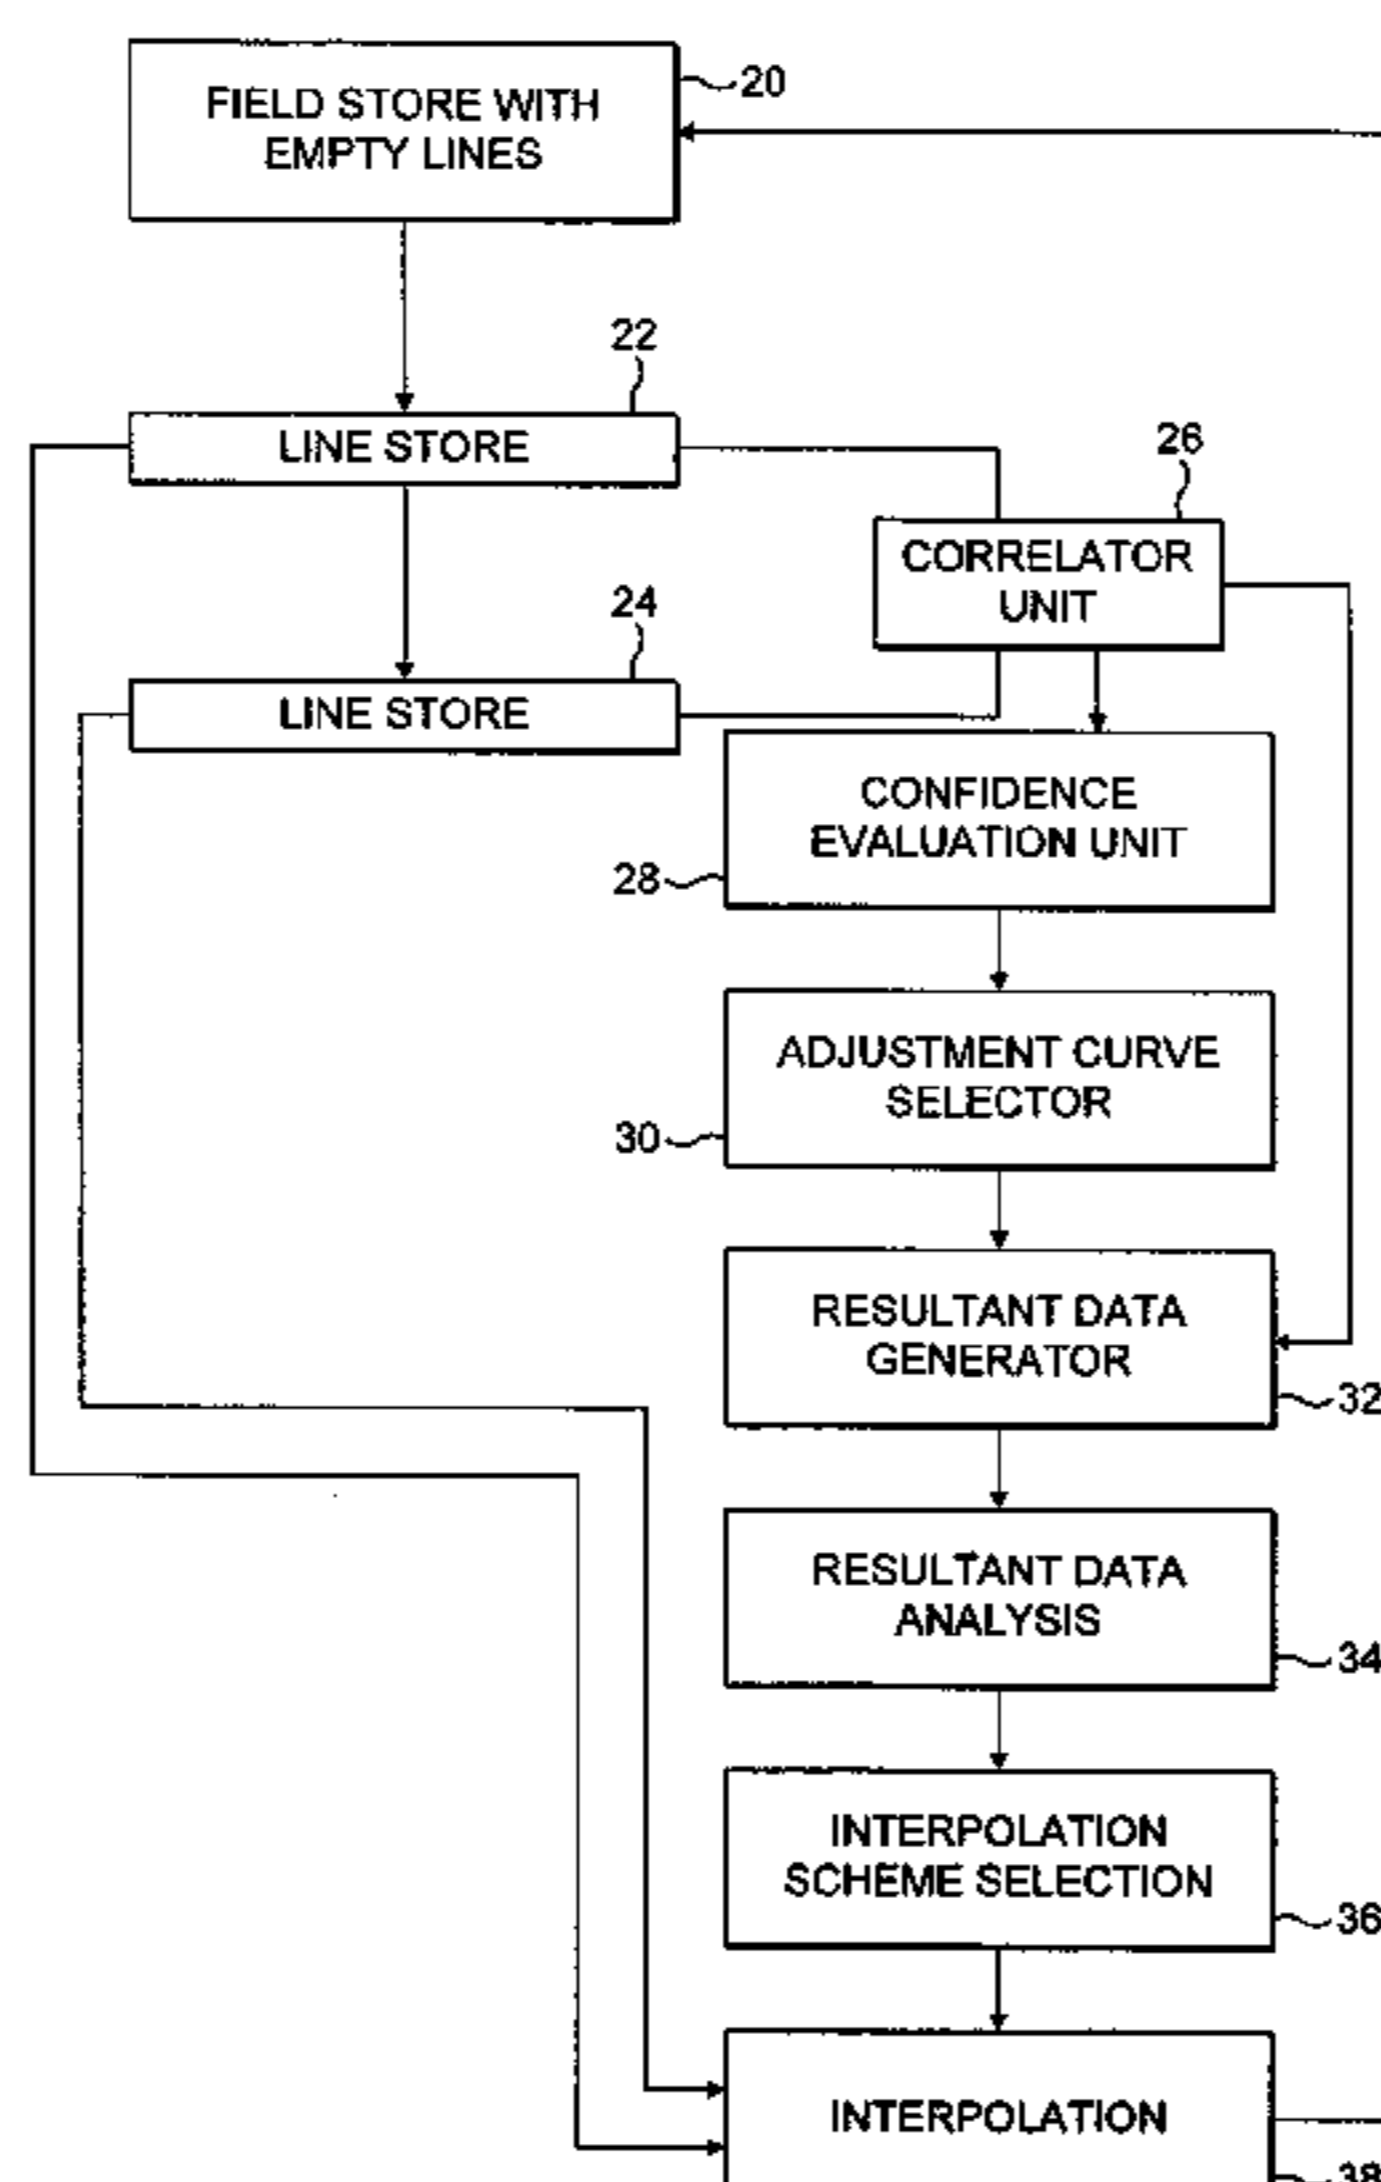 FIELD STORE WITH
EMPTY LINES
20
22
LINE STORE
26
CORRELATOR
UNIT
24
LINE STORE
CONFIDENCE
EVALUATION UNIT
28
ADJUSTMENT CURVE
SELECTOR
30
RESULTANT DATA
GENERATOR
32
RESULTANT DATA
ANALYSIS
34
INTERPOLATION
SCHEME SELECTION
36
INTERPOLATION
38